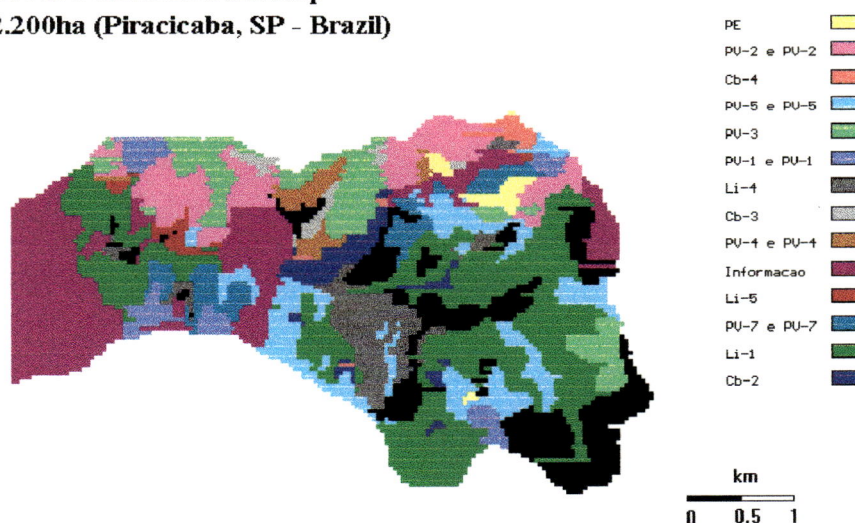 2.200ha (Piracicaba, SP - Brazil)
PE
PV-2 e PV-2
Cb-4
PV-5 e PV-5
PV-3
PV-1 e PV-1
Li-4
Cb-3
PV-4 e PV-4
Informacao
Li-5
PV-7 e PV-7
Li-1
Cb-2
km
0 0.5 1